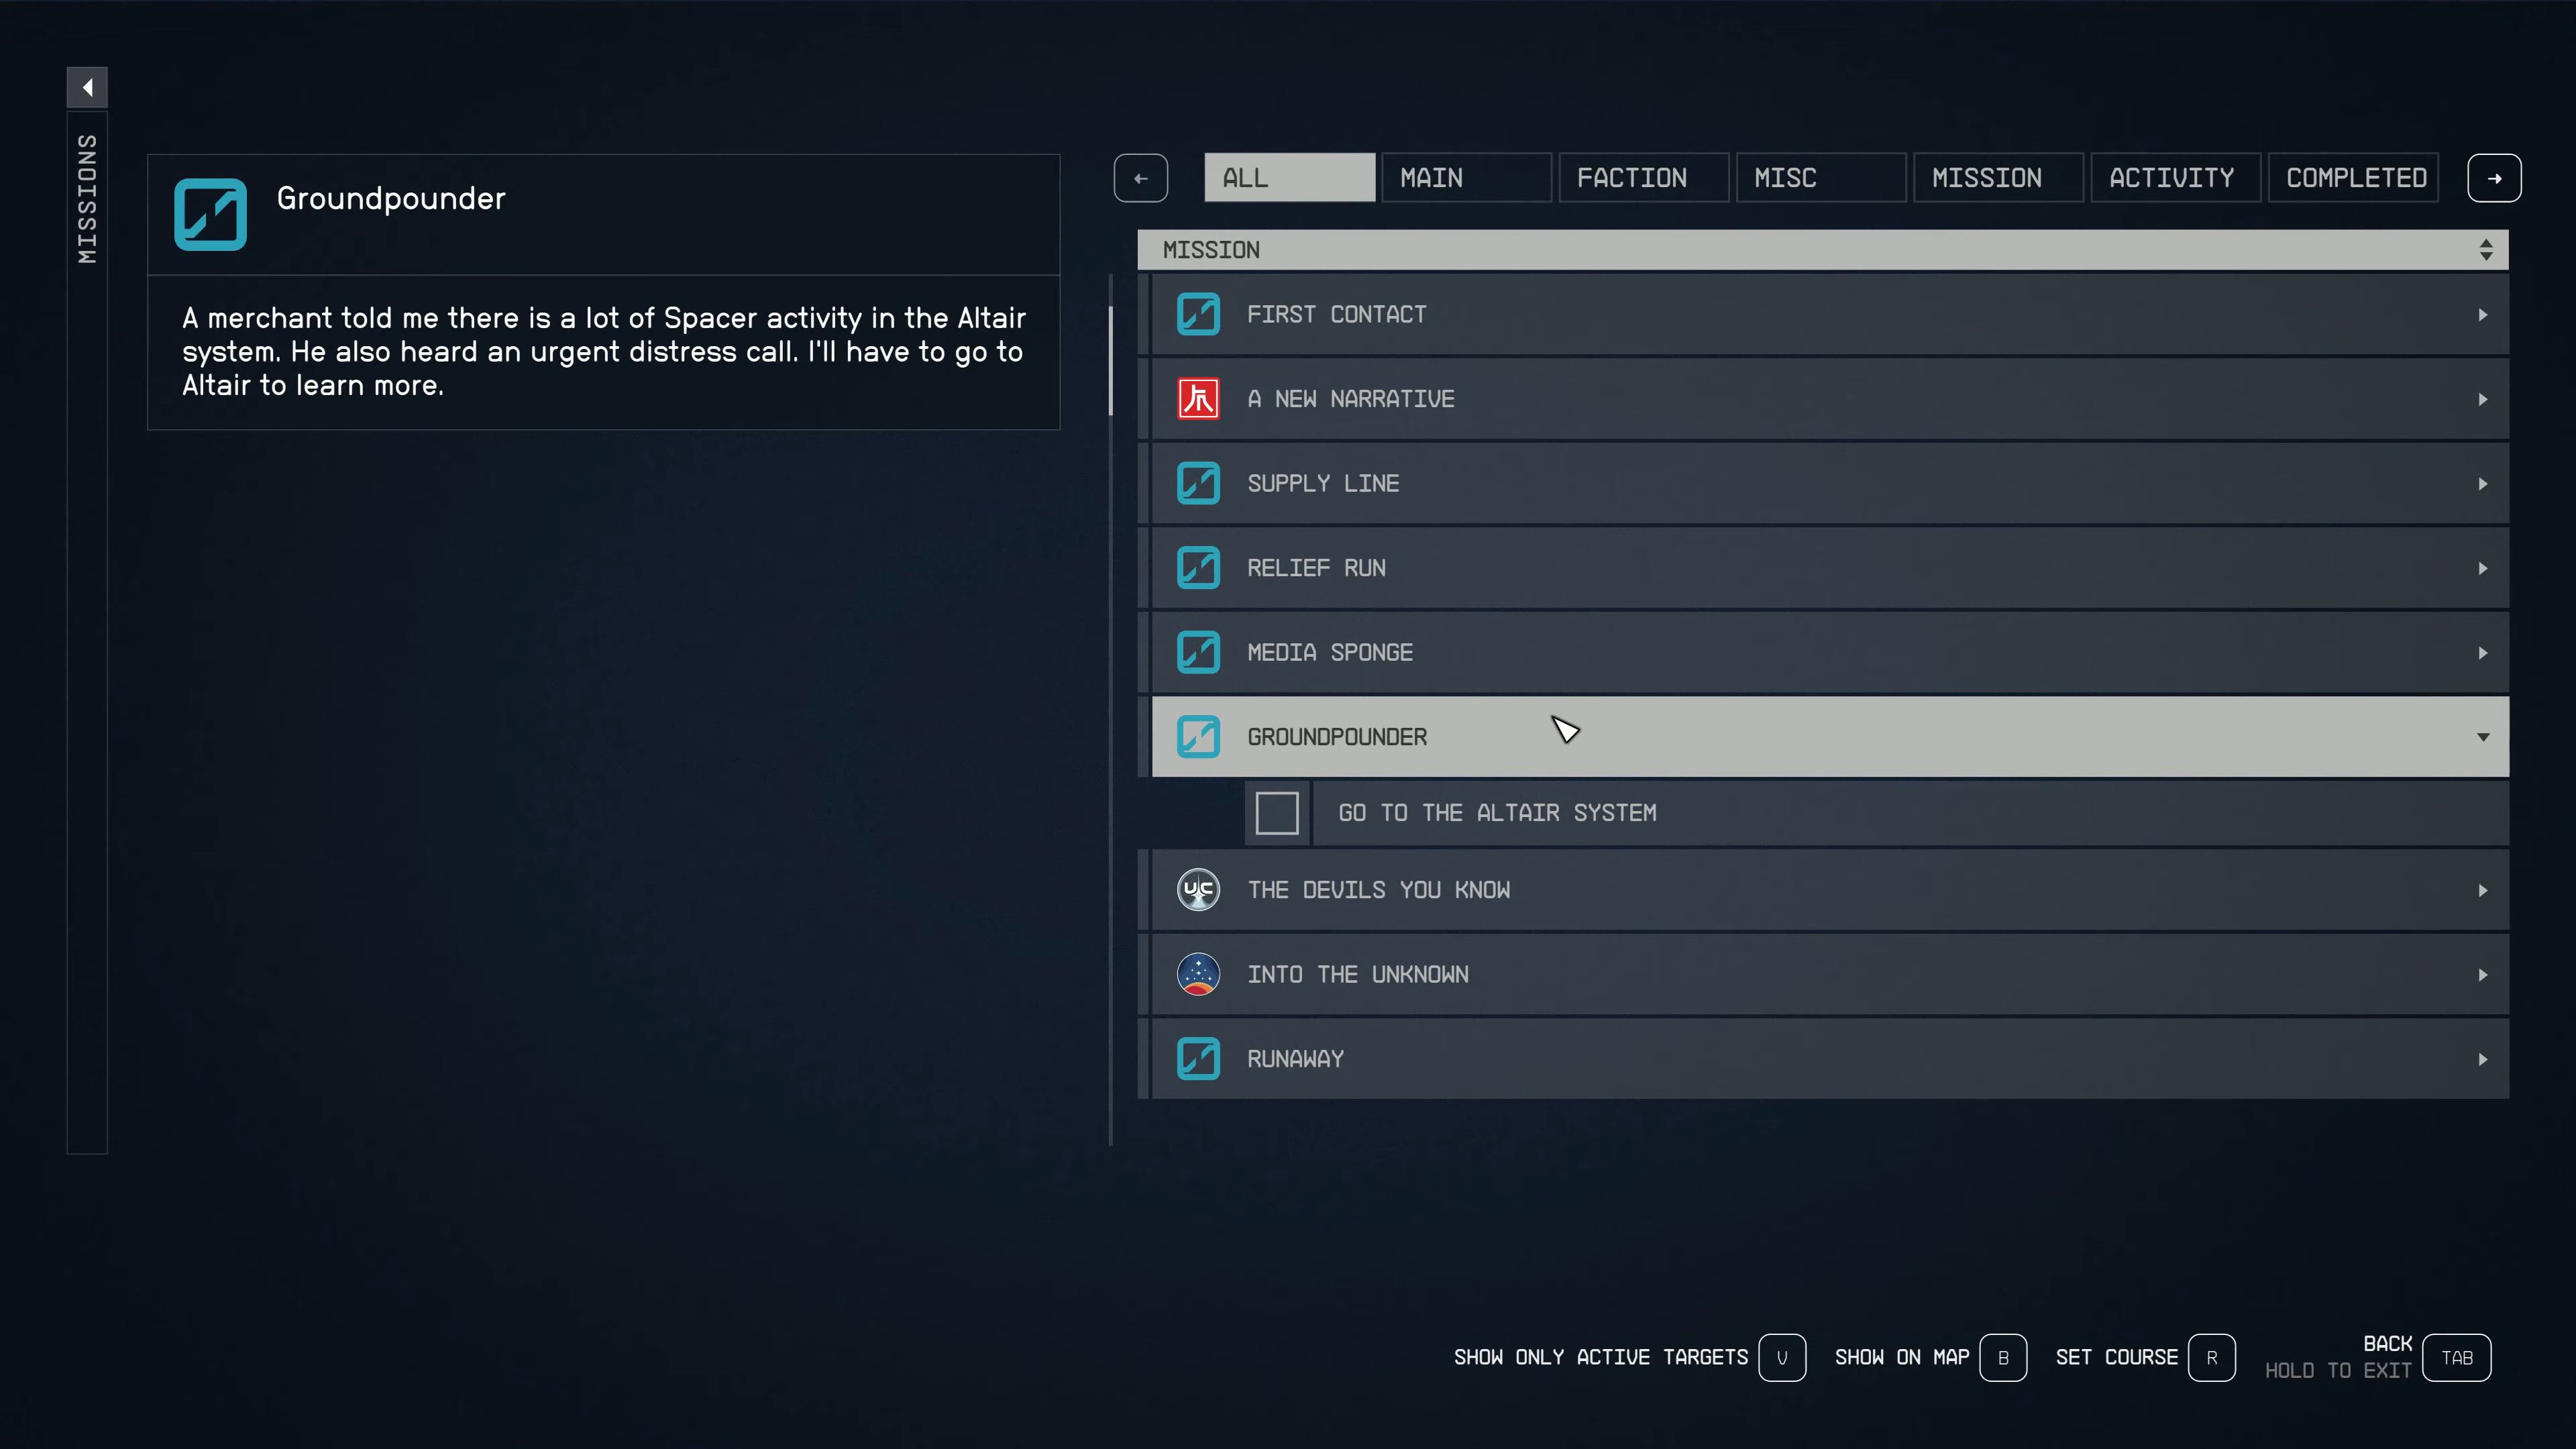 MISSIONS
Groundpounder
A merchant told me there is a lot of Spacer activity in the Altair
system. He also heard an urgent distress call. I'll have to go to
Altair to learn more.
ALL
MAIN
FACTION
MISC
MISSION
ACTIVITY
COMPLETED
MISSION
FIRST CONTACT
A NEW NARRATIVE
SUPPLY LINE
RELIEF RUN
MEDIA SPONGE
GROUNDPOUNDER
GO TO THE ALTAIR SYSTEM
UC
THE DEVILS YOU KNOW
INTO THE UNKNOWN
RUNAWAY
SHOW ONLY ACTIVE TARGETS V
SHOW ON MAP B
SET COURSE R
BACK
HOLD TO EXIT
TAB